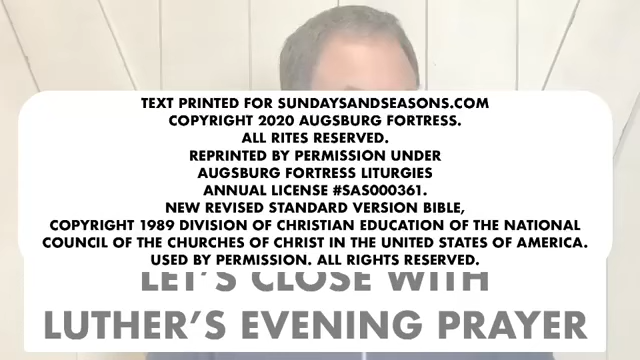 TEXT PRINTED FOR SUNDAYSANDSEASONS.COM
COPYRIGHT 2020 AUGSBURG FORTRESS.
ALL RITES RESERVED.
REPRINTED BY PERMISSION UNDER
AUGSBURG FORTRESS LITURGIES
ANNUAL LICENSE #SAS000361.
NEW REVISED STANDARD VERSION BIBLE,
COPYRIGHT 1989 DIVISION OF CHRISTIAN EDUCATION OF THE NATIONAL
COUNCIL OF THE CHURCHES OF CHRIST IN THE UNITED STATES OF AMERICA.
USED BY PERMISSION. ALL RIGHTS RESERVED.
LET'S CLOSE WITH
LUTHER'S EVENING PRAYER